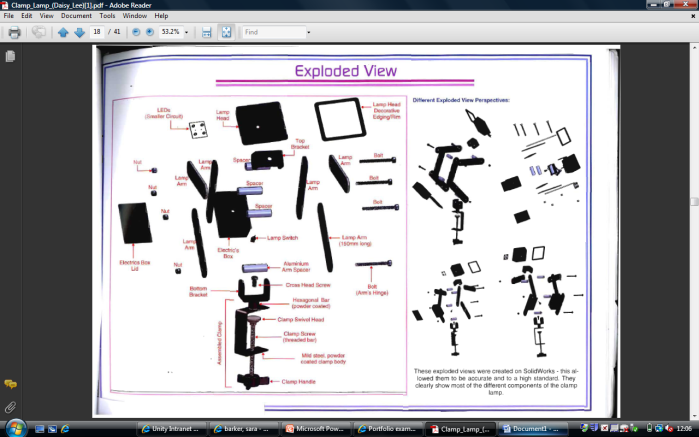 Clamp_Lamp_(Daisy_Lee)[1].pdf - Adobe Reader
File Edit View Document Tools Window Help
18 / 41
53.2%
Find
Exploded View
LEDs
(Smaller Circuit)
Lamp
Head
Lamp Head
Decorative
Edging/Rim
Top
Bracket
Nut
Lamp
Arm
Lamp
Arm
Spacer
Lamp
Arm
Bolt
Nut
Spacer
Lamp
Arm
Bolt
Nut
Spacer
Bolt
Lamp
Arm
Electric's
Box
Lamp Switch
Lamp Arm
(160mm long)
Electrics Box
Lid
Nut
Aluminium
Arm Spacer
Bolt
(Arm's Hinge)
Cross Head Screw
Bottom
Bracket
Hexagonal Bar
(powder coated)
Clamp Swivel Head
Assembled Clamp
Clamp Screw
(threaded bar)
Mild steel, powder
coated clamp body
Clamp Handle
Different Exploded View Perspectives:
These exploded views were created on SolidWorks - this al-
lowed them to be accurate and to a high standard. They
clearly show most of the different components of the clamp
lamp.
Unity Intranet ...
barker, sara - ...
Microsoft Pow...
Portfolio exam...
Clamp_Lamp_(...
Document1 - ...
12:06